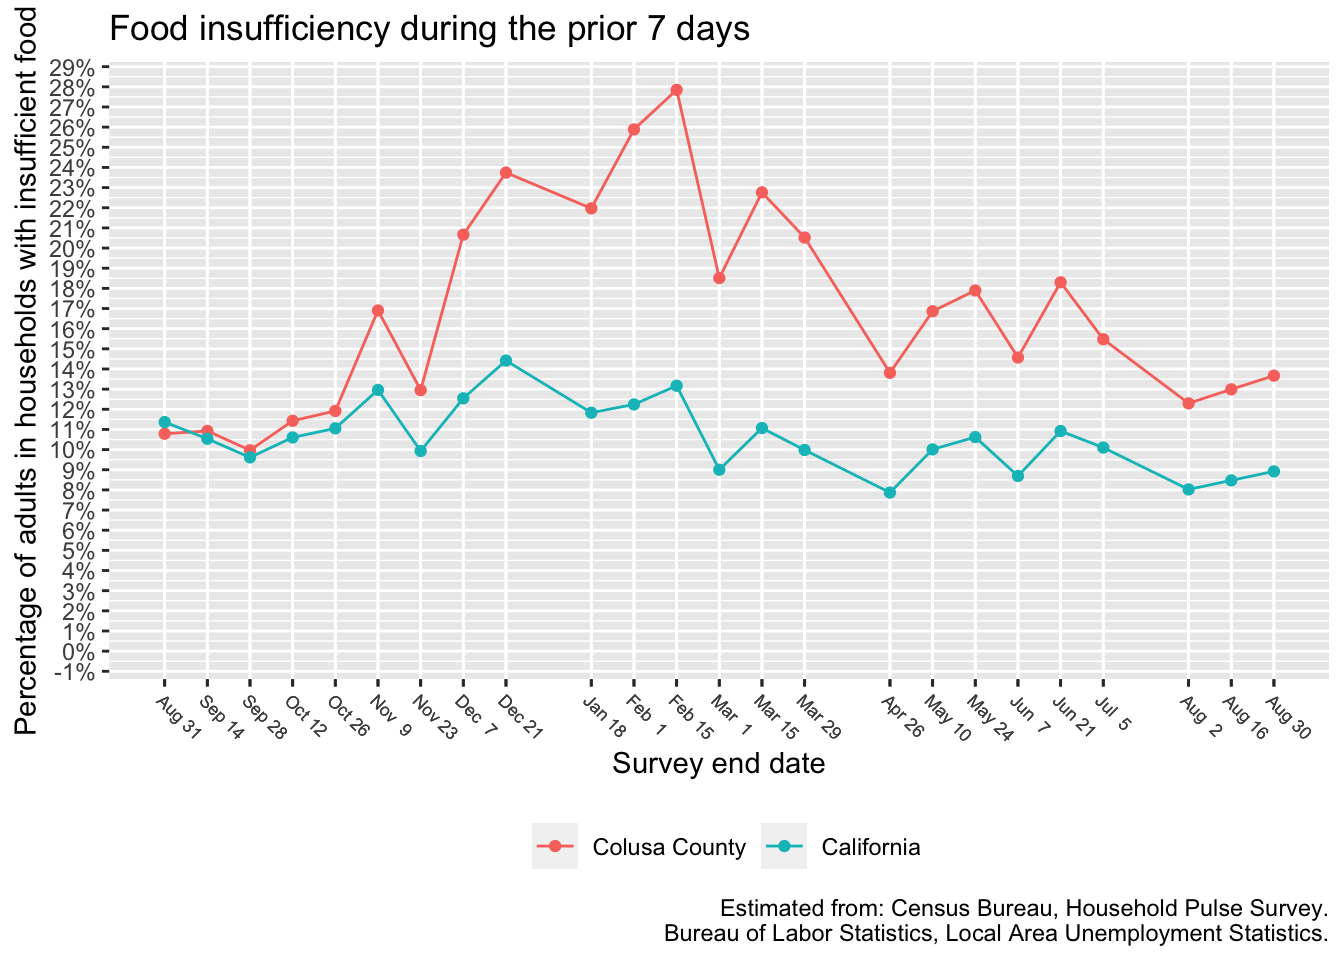 Food insufficiency during the prior 7 days
Percentage of adults in households with insufficient food
29%
28%
27%
26%
25%
24%
23%
22%
21%
20%
19%
18%
17%
16%
15%
14%
13%
12%
11%
10%
9%
8%
7%
6%
5%
4%
3%
2%
1%
0%
-1%
Aug 31
Sep 14
Sep 28
Oct 12
Oct 26
Nov 9
Nov 23
Dec 7
Dec 21
Jan 18
Feb 1
Feb 15
Mar 1
Mar 15
Mar 29
Apr 26
May 10
May 24
Jun 7
Jun 21
Jul 5
Aug 2
Aug 16
Aug 30
Survey end date
Colusa County
California
Estimated from: Census Bureau, Household Pulse Survey.
Bureau of Labor Statistics, Local Area Unemployment Statistics.